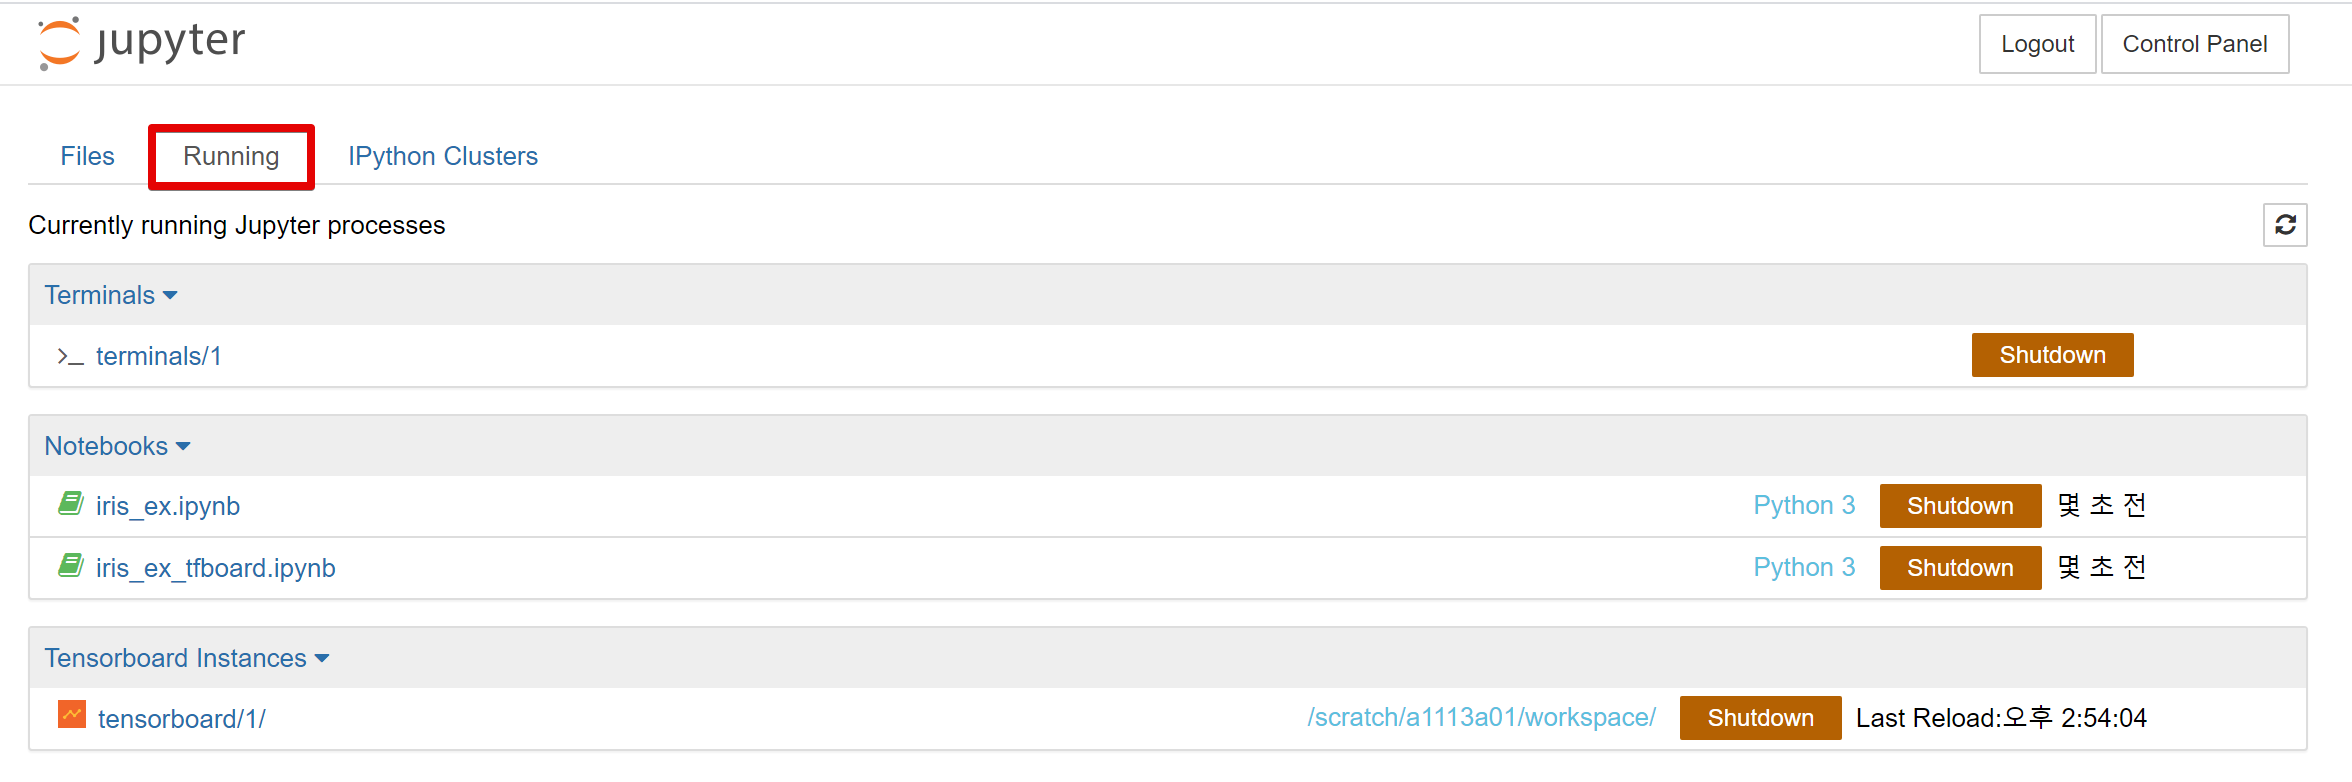 jupyter
Logout Control Panel
Files Running IPython Clusters
Currently running Jupyter processes
Terminals
terminals/1 Shutdown
Notebooks
iris_ex.ipynb Python 3 Shutdown 몇 초 전
iris_ex_tfboard.ipynb Python 3 Shutdown 몇 초 전
Tensorboard Instances
tensorboard/1/ /scratch/a1113a01/workspace/ Shutdown Last Reload:오후 2:54:04